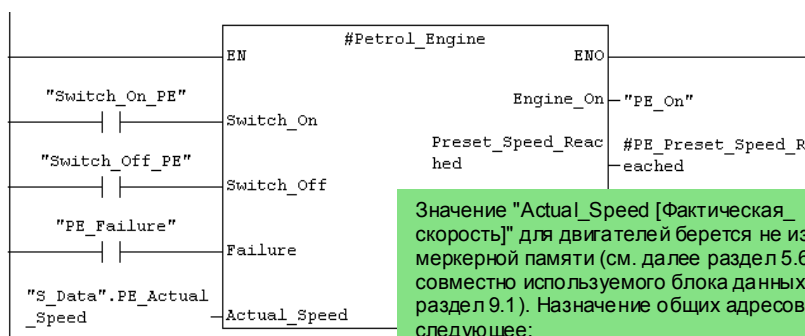 #Petrol_Engine
EN
ENO
"Switch_On_PE"
Switch_On
Engine_On
"PE_On"
Preset_Speed_Reac
hed
#PE_Preset_Speed_R
eached
"Switch_Off_PE"
Switch_Off
"PE_Failure"
Failure
"S_Data".PE_Actual
_Speed
Actual_Speed
Значение "Actual_Speed [Фактическая_
скорость]" для двигателей берется не из
меркерной памяти (см. далее раздел 5.6
совместно используемого блока данных
раздел 9.1). Назначение общих адресов
следующее: